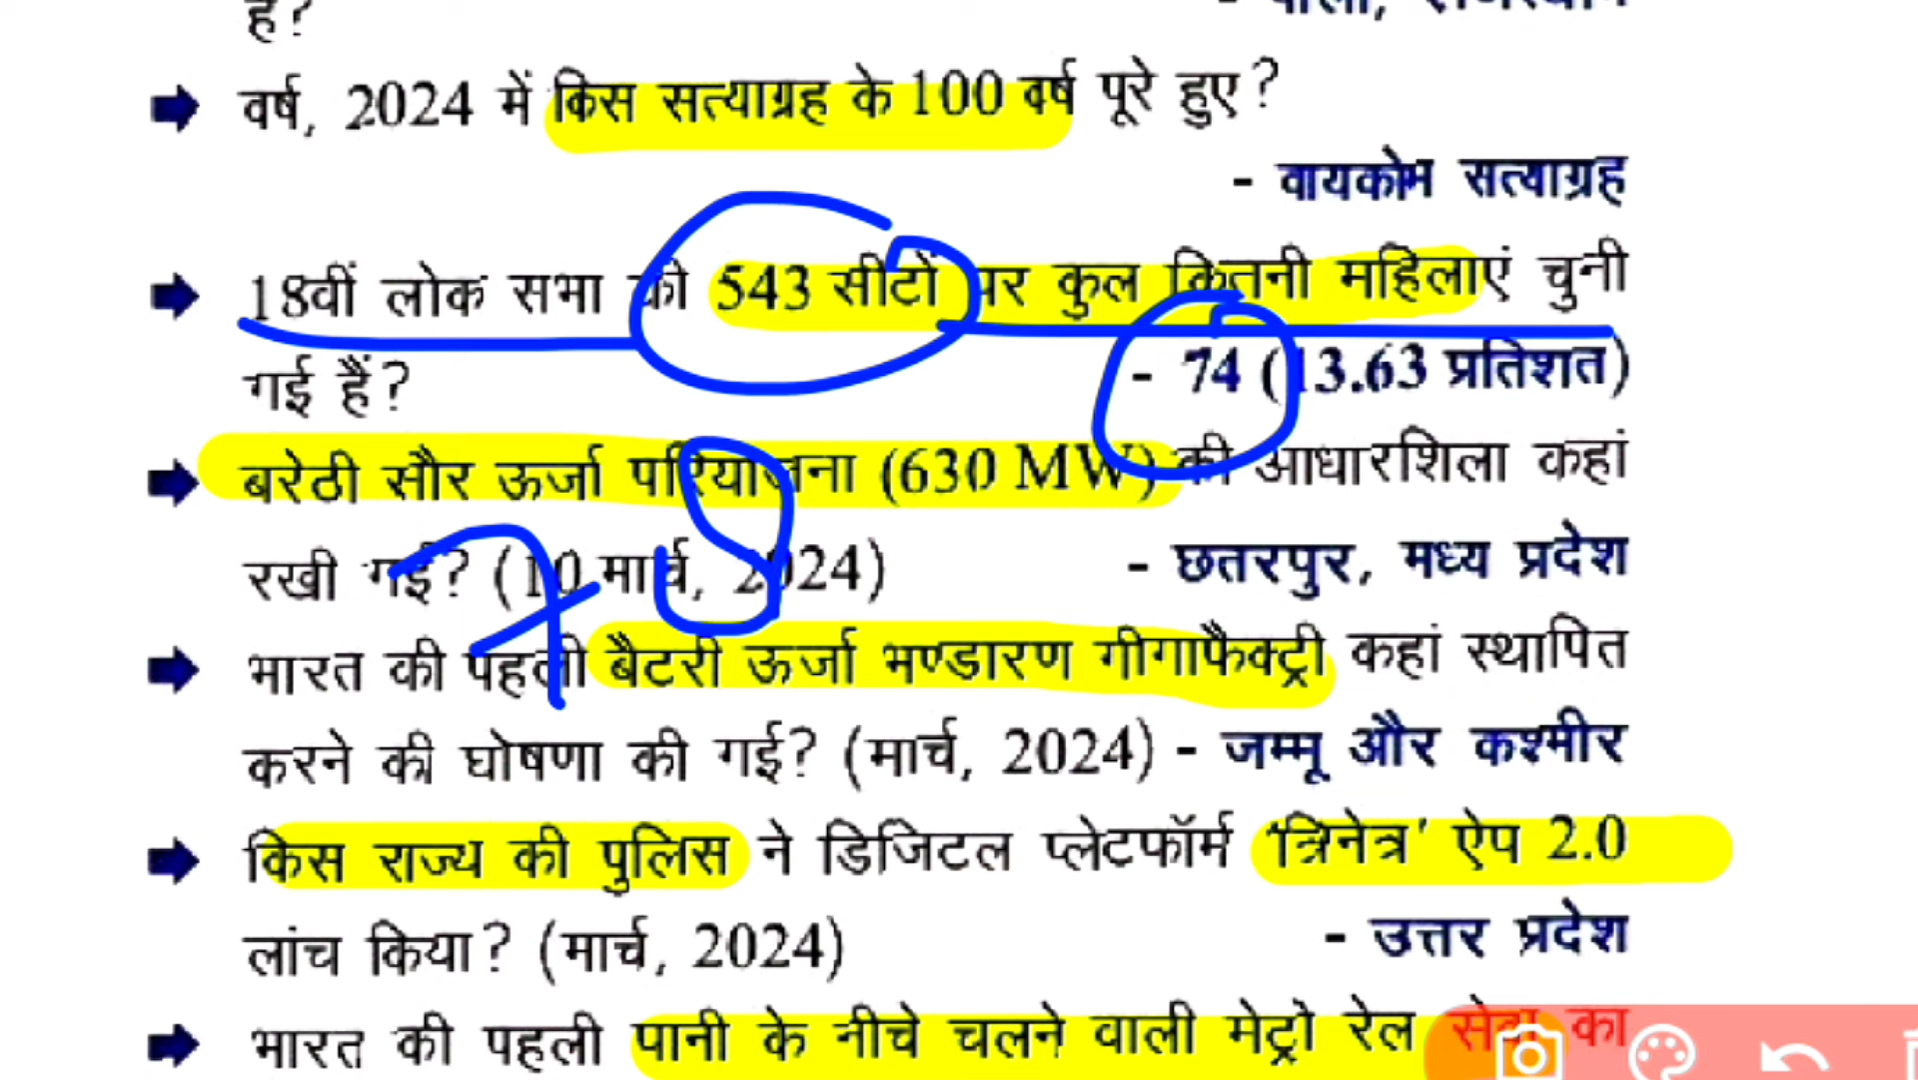 है?
वर्ष, 2024 में किस सत्याग्रह के 100 वर्ष पूरे हुए?
- वायकोम सत्याग्रह
18वीं लोक सभा की 543 सीटों पर कुल कितनी महिलाएं चुनी
गई हैं? - 74 (13.63 प्रतिशत)
बरेठी सौर ऊर्जा परियोजना (630 MW) की आधारशिला कहां
रखी गई? (10 मार्च, 2024) - छतरपुर, मध्य प्रदेश
78
भारत की पहली बैटरी ऊर्जा भण्डारण गीगाफैक्ट्री कहां स्थापित
करने की घोषणा की गई? (मार्च, 2024) - जम्मू और कश्मीर
किस राज्य की पुलिस ने डिजिटल प्लेटफॉर्म ‘त्रिनेत्र’ ऐप 2.0
लांच किया? (मार्च, 2024) - उत्तर प्रदेश
भारत की पहली पानी के नीचे चलने वाली मेट्रो रेल सेवा का